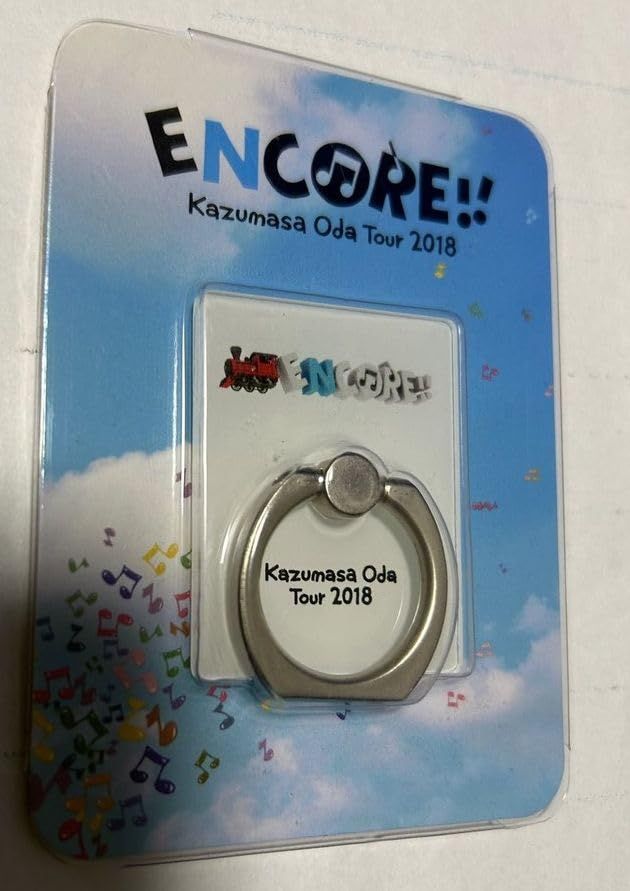 ENCORE!!
Kazumasa Oda Tour 2018
ENCORE!!
Kazumasa Oda
Tour 2018